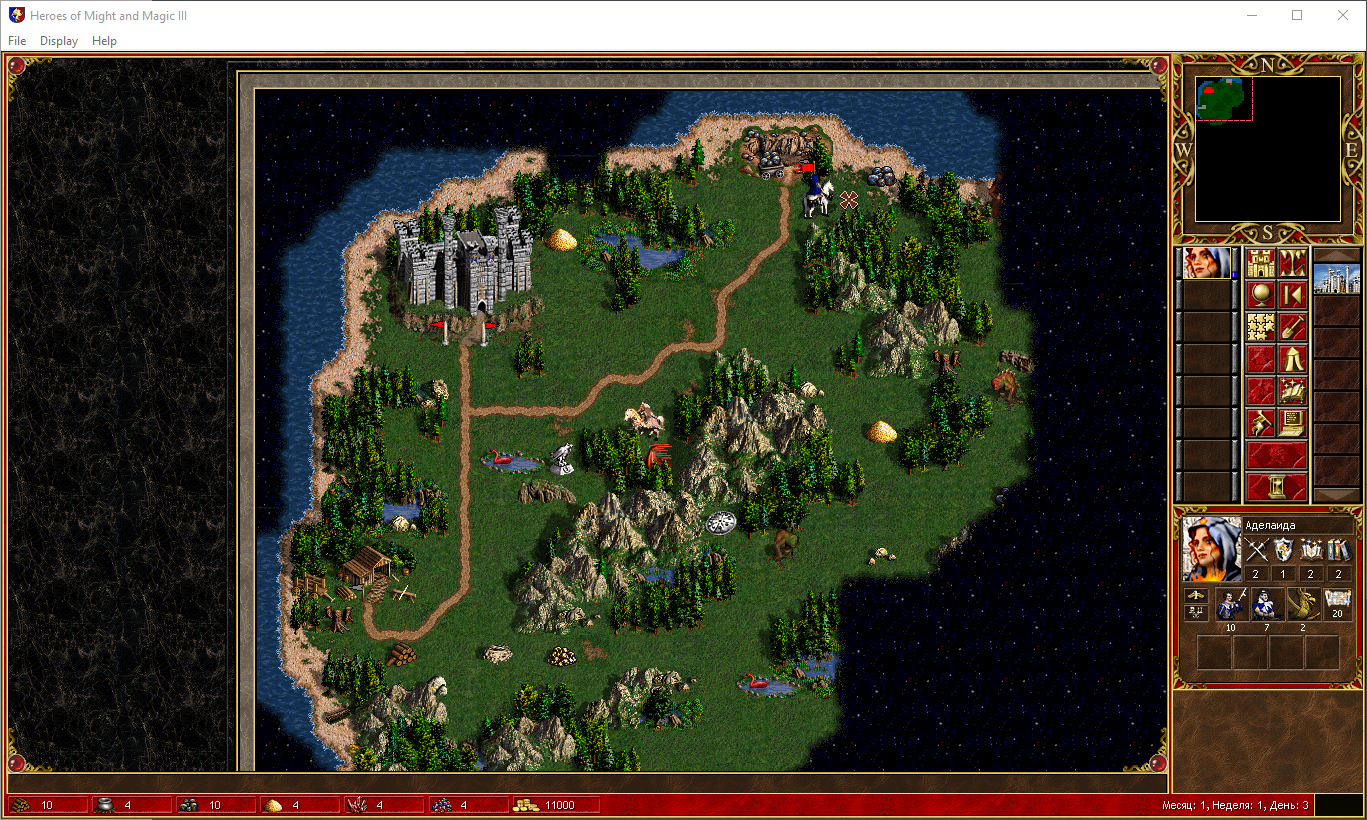 Heroes of Might and Magic III
File Display Help
N
W E
S
Аделаида
2 1 2 2
20
10 7 2
10 4 10 4 4 4 11000
Месяц: 1, Неделя: 1, День: 3